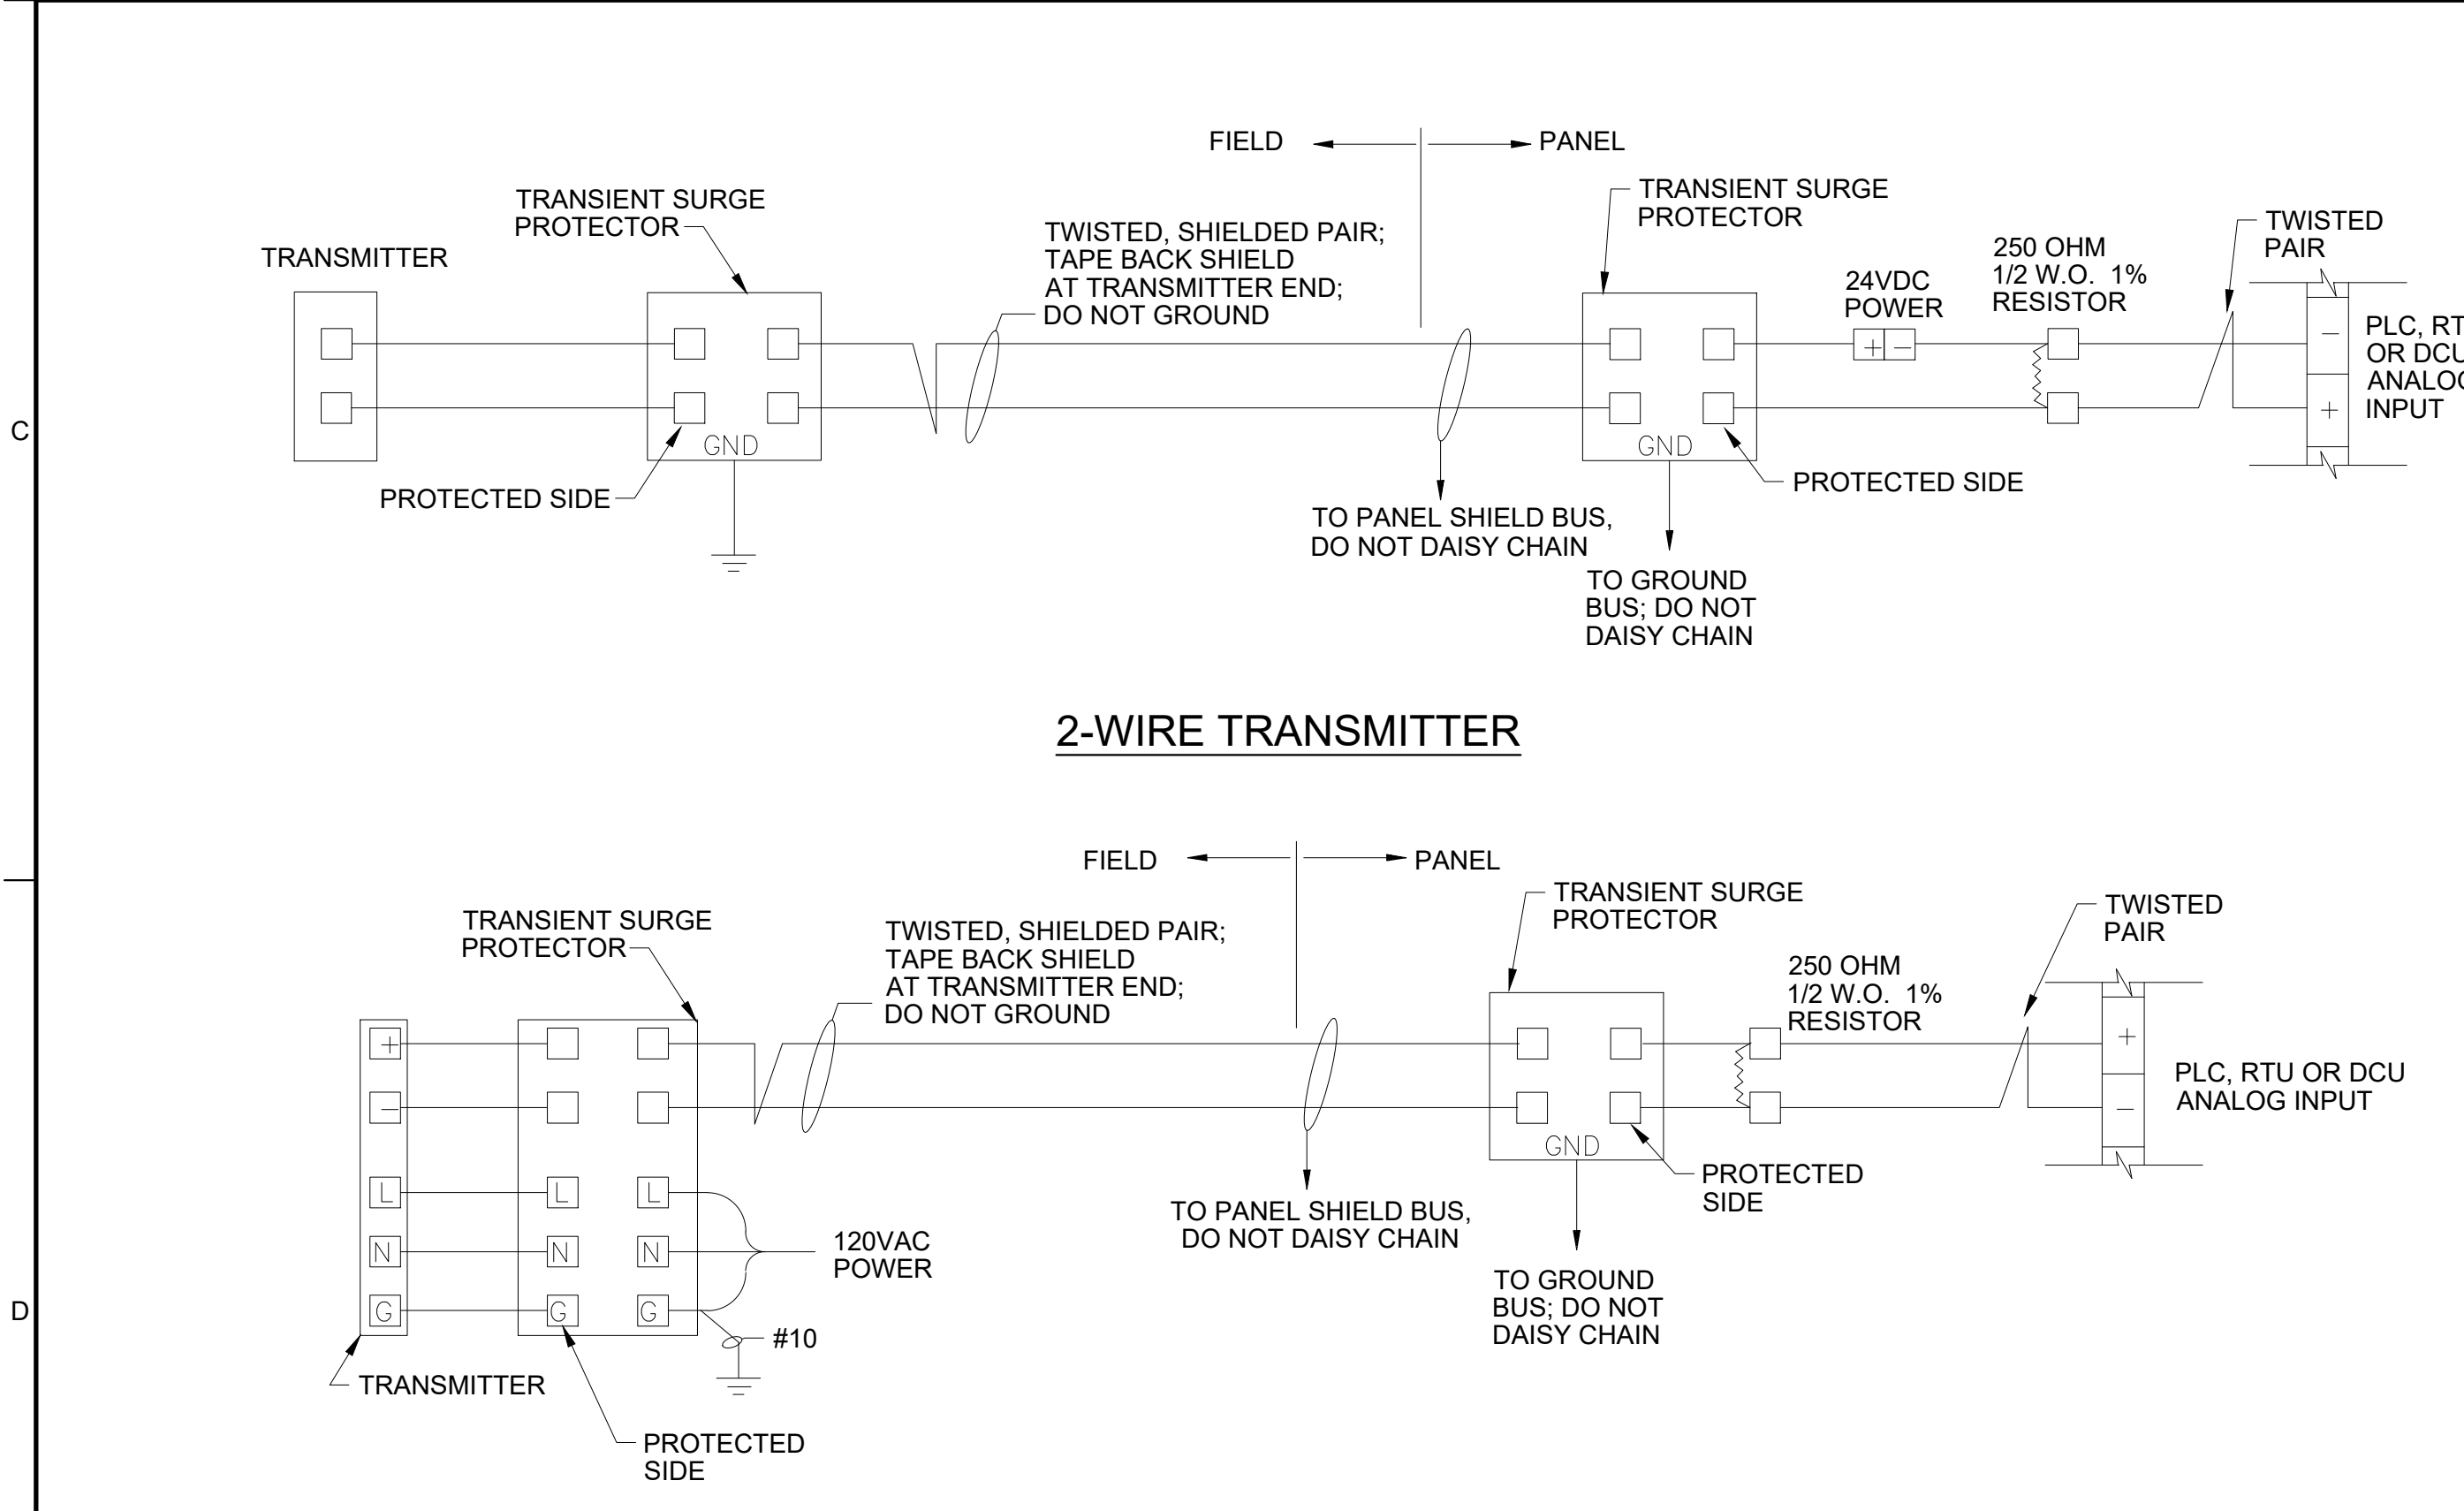 FIELD
PANEL
TRANSIENT SURGE
PROTECTOR
TRANSMITTER
TWISTED, SHIELDED PAIR;
TAPE BACK SHIELD
AT TRANSMITTER END;
DO NOT GROUND
TRANSIENT SURGE
PROTECTOR
24VDC
POWER
+ −
250 OHM
1/2 W.O. 1%
RESISTOR
TWISTED
PAIR
−
+
PLC, RT
OR DCU
ANALOG
INPUT
C
GND
PROTECTED SIDE
GND
PROTECTED SIDE
TO PANEL SHIELD BUS,
DO NOT DAISY CHAIN
TO GROUND
BUS; DO NOT
DAISY CHAIN
2-WIRE TRANSMITTER
FIELD
PANEL
TRANSIENT SURGE
PROTECTOR
TWISTED, SHIELDED PAIR;
TAPE BACK SHIELD
AT TRANSMITTER END;
DO NOT GROUND
TRANSIENT SURGE
PROTECTOR
250 OHM
1/2 W.O. 1%
RESISTOR
TWISTED
PAIR
+
−
PLC, RTU OR DCU
ANALOG INPUT
+
−
L L L
N N N
G G G
120VAC
POWER
#10
GND
PROTECTED
SIDE
TO PANEL SHIELD BUS,
DO NOT DAISY CHAIN
TO GROUND
BUS; DO NOT
DAISY CHAIN
D
TRANSMITTER
PROTECTED
SIDE